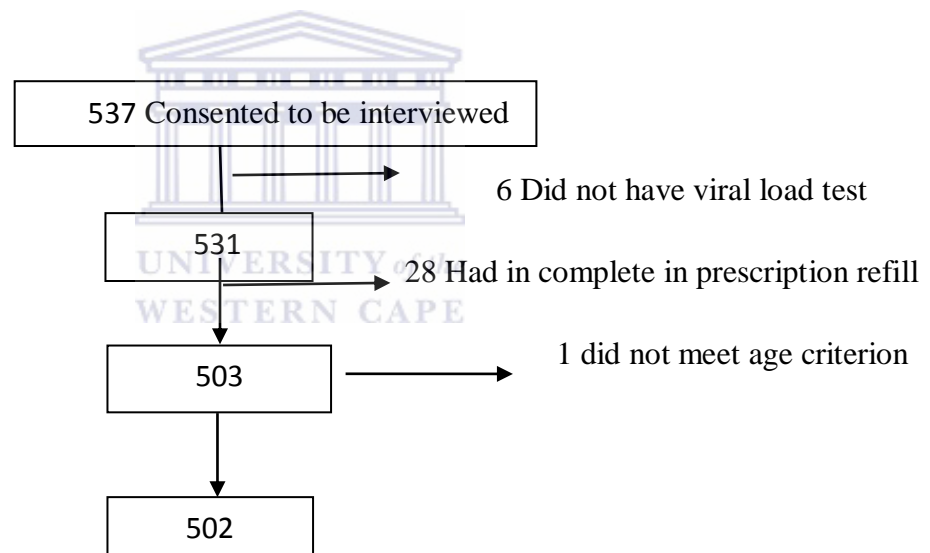 537 Consented to be interviewed
6 Did not have viral load test
531
UNIVERSITY of the
28 Had in complete in prescription refill
WESTERN CAPE
1 did not meet age criterion
503
502